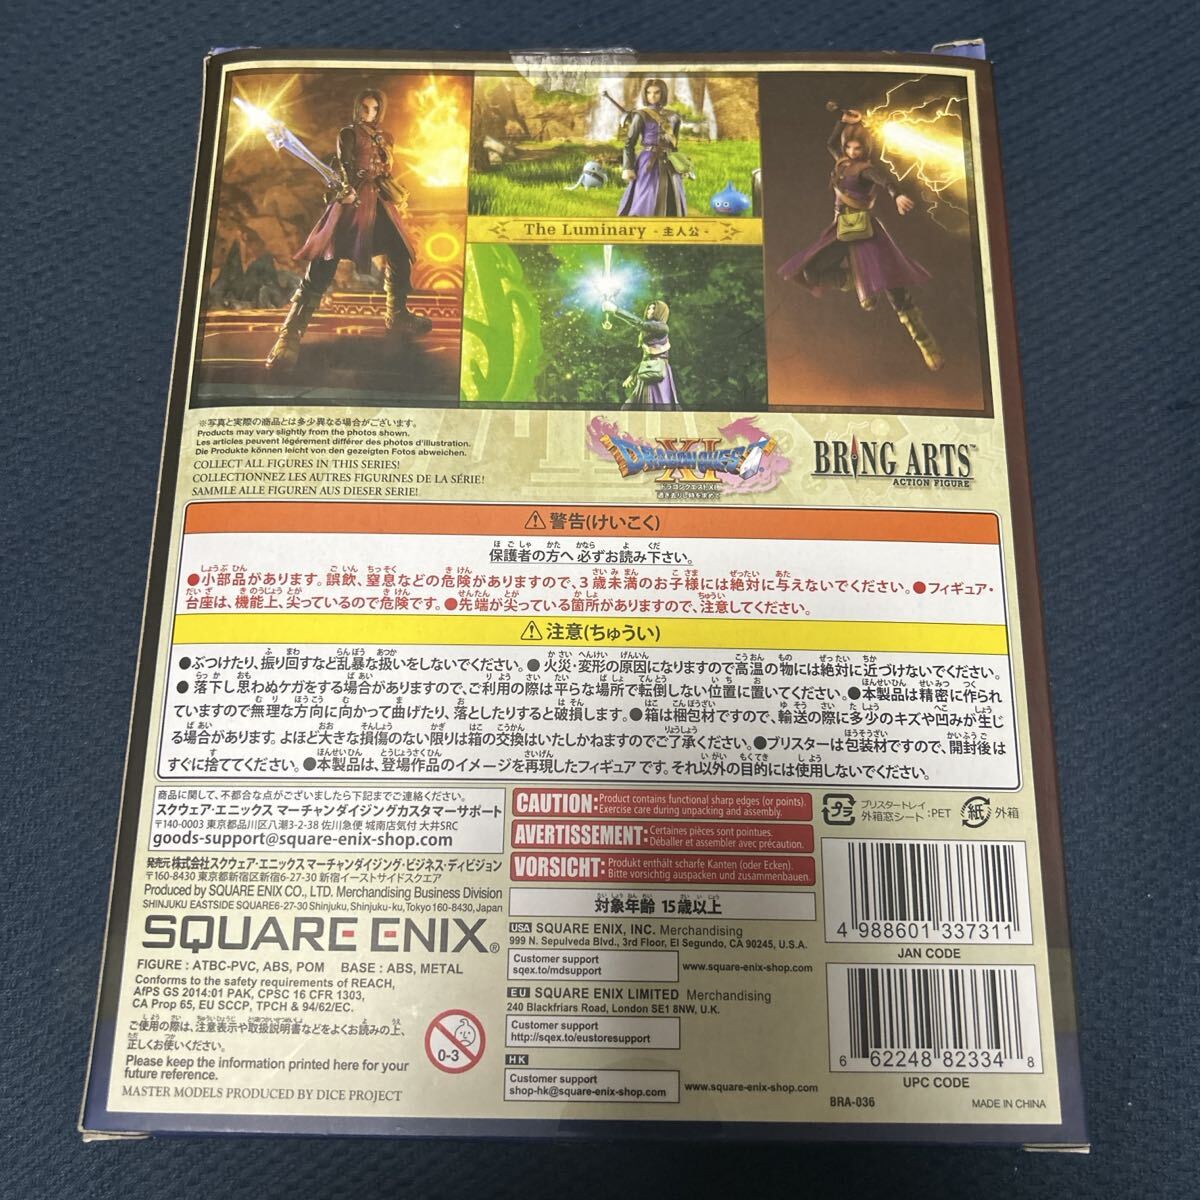 The Luminary - 主人公 -
※写真と実際の商品とは多少異なる場合がございます。
Products may vary slightly from the photos shown.
Les articles peuvent légérement différer des photos d'illustration.
Die Produkte können leicht von den gezeigten Fotos abweichen.
COLLECT ALL FIGURES IN THIS SERIES!
COLLECTIONNEZ LES AUTRES FIGURINES DE LA SÉRIE!
SAMMLE ALLE FIGUREN AUS DIESER SERIE!
DRAGON QUEST XI
ドラゴンクエストXI
過ぎ去りし時を求めて
BRING ARTS™
ACTION FIGURE
⚠警告(けいこく)
保護者の方へ 必ずお読み下さい。
●小部品があります。誤飲、窒息などの危険がありますので、3歳未満のお子様には絶対に与えないでください。●フィギュア・
台座は、機能上、尖っているので危険です。●先端が尖っている箇所がありますので、注意してください。
⚠注意(ちゅうい)
●ぶつけたり、振り回すなど乱暴な扱いをしないでください。●火災・変形の原因になりますので高温の物には絶対に近づけないでください。
●落下し思わぬケガをする場合がありますので、ご利用の際は平らな場所で転倒しない位置に置いてください。●本製品は精密に作られ
ていますので無理な方向に向かって曲げたり、落としたりすると破損します。●箱は梱包材ですので、輸送の際に多少のキズや凹みが生じ
る場合があります。よほど大きな損傷のない限りは箱の交換はいたしかねますのでご了承ください。●ブリスターは包装材ですので、開封後は
すぐに捨ててください。●本製品は、登場作品のイメージを再現したフィギュアです。それ以外の目的には使用しないでください。
商品に関して、不都合な点がございましたら下記までご連絡ください。
スクウェア・エニックス マーチャンダイジングカスタマーサポート
〒140-0003 東京都品川区八潮3-2-38 佐川急便 城南店気付 大井SRC
goods-support@square-enix-shop.com
発売元 株式会社スクウェア・エニックス マーチャンダイジング・ビジネス・ディビジョン
〒160-8430 東京都新宿区新宿6-27-30 新宿イーストサイドスクエア
Produced by SQUARE ENIX CO., LTD. Merchandising Business Division
SHINJUKU EASTSIDE SQUARE6-27-30 Shinjuku, Shinjuku-ku, Tokyo 160-8430, Japan
SQUARE ENIX®
FIGURE : ATBC-PVC, ABS, POM BASE : ABS, METAL
Conforms to the safety requirements of REACH,
AfPS GS 2014:01 PAK, CPSC 16 CFR 1303,
CA Prop 65, EU SCCP, TPCH & 94/62/EC.
ご使用の際は、注意表示や取扱説明書などをよくお読みの上、
正しくお使いください。
Please keep the information printed here for your
future reference.
MASTER MODELS PRODUCED BY DICE PROJECT
0-3
CAUTION: Product contains functional sharp edges (or points).
Exercise care during unpacking and assembly.
AVERTISSEMENT: Certaines pièces sont pointues.
Déballer et assembler avec précaution.
VORSICHT: Produkt enthält scharfe Kanten (oder Ecken).
Bitte vorsichtig auspacken und zusammenbauen.
対象年齢 15歳以上
USA SQUARE ENIX, INC. Merchandising
999 N. Sepulveda Blvd., 3rd Floor, El Segundo, CA 90245, U.S.A.
Customer support
sqex.to/mdsupport
www.square-enix-shop.com
EU SQUARE ENIX LIMITED Merchandising
240 Blackfriars Road, London SE1 8NW, U.K.
Customer support
http://sqex.to/eustoresupport
HK
Customer support
shop-hk@square-enix-shop.com
www.square-enix-shop.com
プラ
ブリスタートレイ
外箱窓シート :PET
紙 外箱
4 988601 337311
JAN CODE
6 62248 82334 8
UPC CODE
BRA-036
MADE IN CHINA